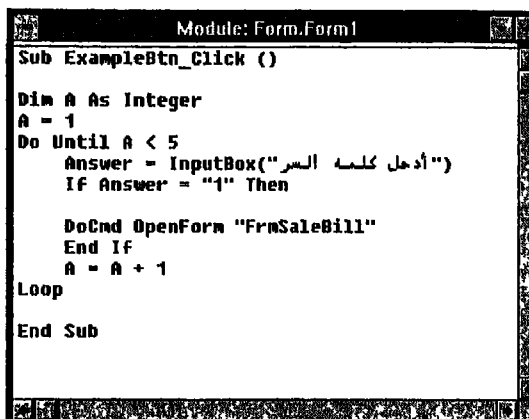 Module: Form.Form1
Sub ExampleBtn_Click ()
Dim A As Integer
A = 1
Do Until A < 5
Answer = InputBox("أدخل كلمه السر")
If Answer = "1" Then
DoCmd OpenForm "FrmSaleBill"
End If
A = A + 1
Loop
End Sub